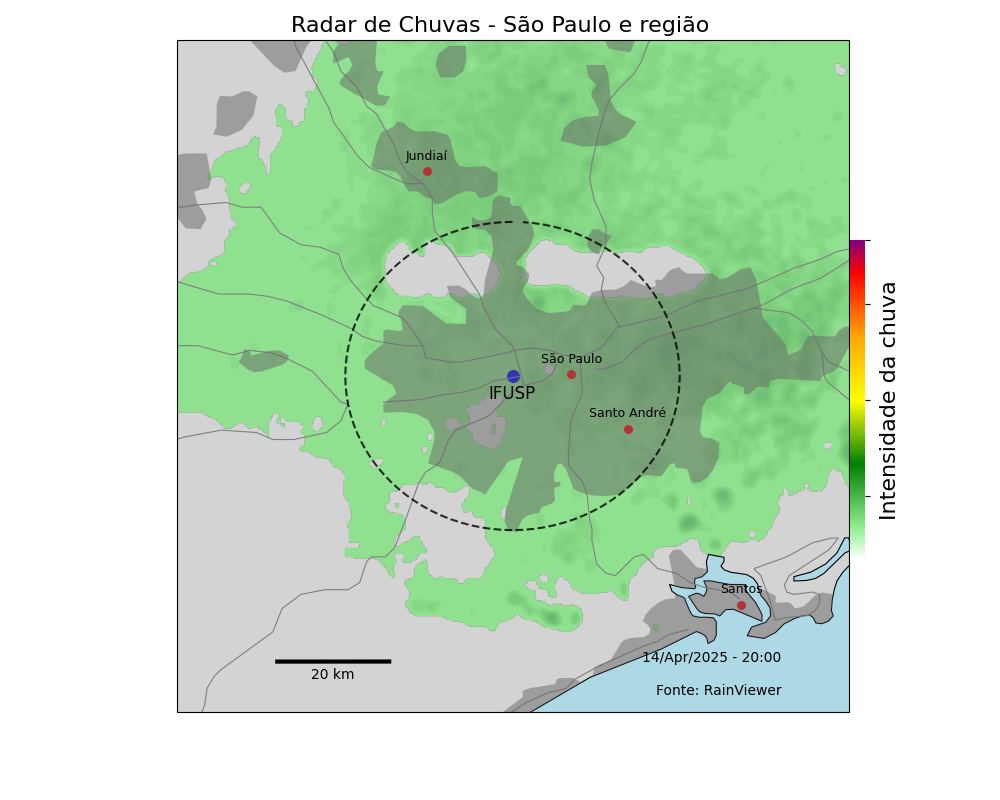 Radar de Chuvas - São Paulo e região
Jundiaí
São Paulo
IFUSP
Santo André
Intensidade da chuva
Santos
14/Apr/2025 - 20:00
20 km
Fonte: RainViewer